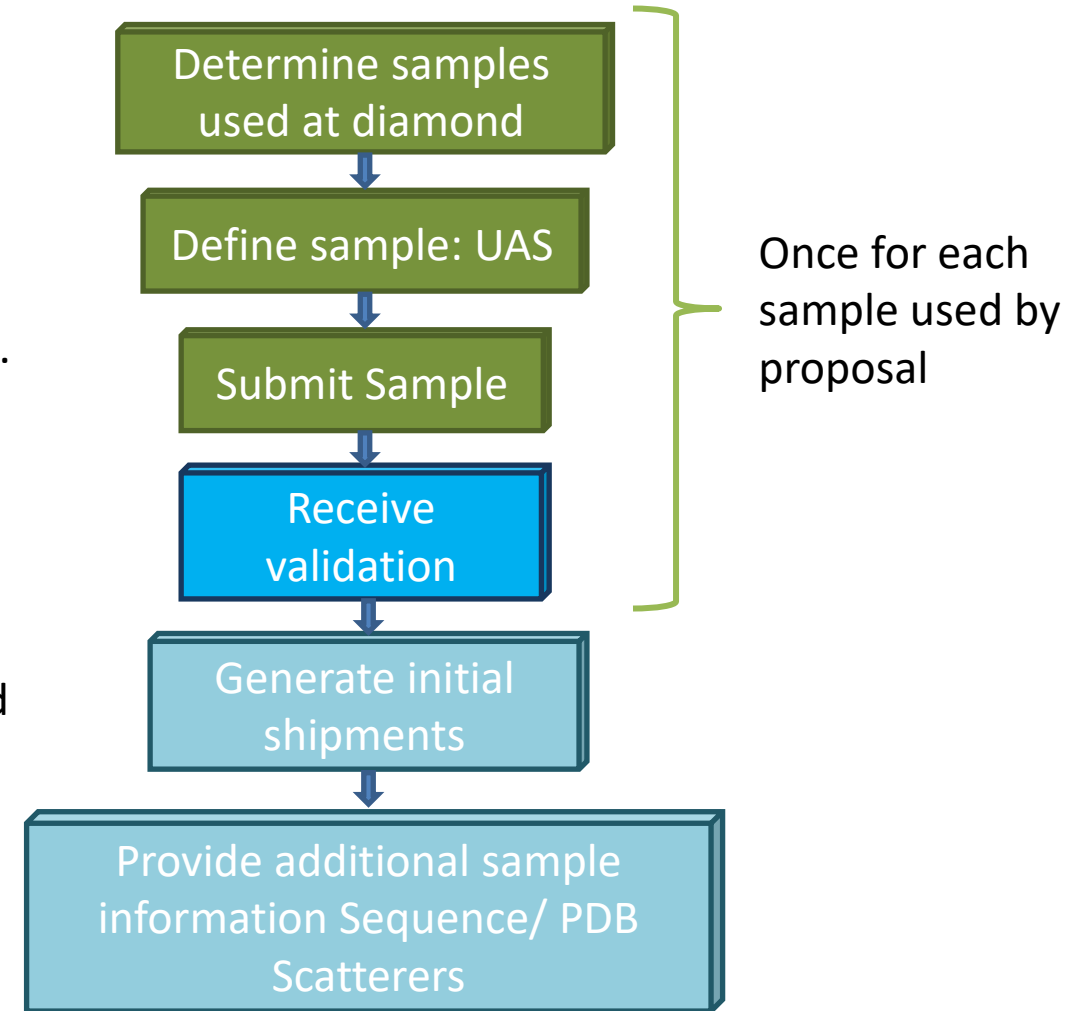 Determine samples
used at diamond
Define sample: UAS
Submit Sample
Receive
validation
Once for each
sample used by
proposal
Generate initial
shipments
Provide additional sample
information Sequence/ PDB
Scatterers